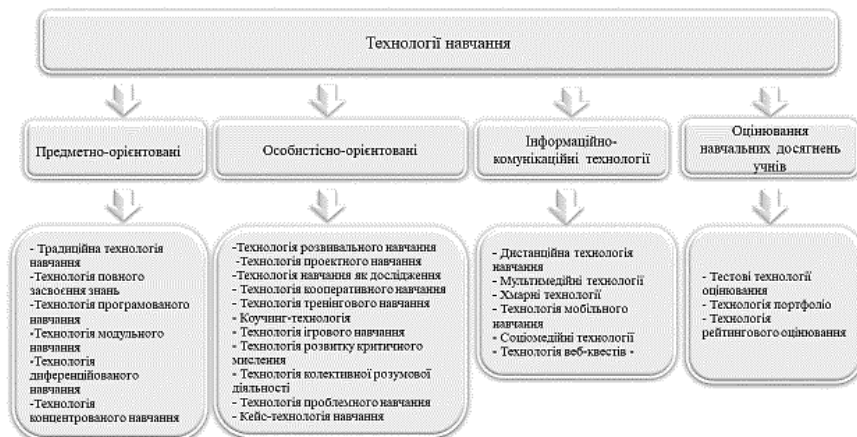 Технології навчання
Предметно-орієнтовані
Особистісно-орієнтовані
Інформаційно-
комунікаційні технології
Оцінювання
навчальних досягнень
учнів
- Традиційна технологія
навчання
-Технологія повного
засвоєння знань
-Технологія програмованого
навчання
-Технологія модульного
навчання
-Технологія
диференційованого
навчання
-Технологія
концентрованого навчання
-Технологія розвивального навчання
-Технологія проектного навчання
-Технологія навчання як дослідження
- Технологія кооперативного навчання
- Технологія тренінгового навчання
- Коучинг-технологія
- Технологія ігрового навчання
- Технологія розвитку критичного
мислення
- Технологія колективної розумової
діяльності
- Технологія проблемного навчання
- Кейс-технологія навчання
- Дистанційна технологія
навчання
- Мультимедійні технології
- Хмарні технології
- Технологія мобільного
навчання
- Соціомедійні технології
- Технологія веб-квестів -
- Тестові технології
оцінювання
- Технологія портфоліо
- Технологія
рейтингового оцінювання